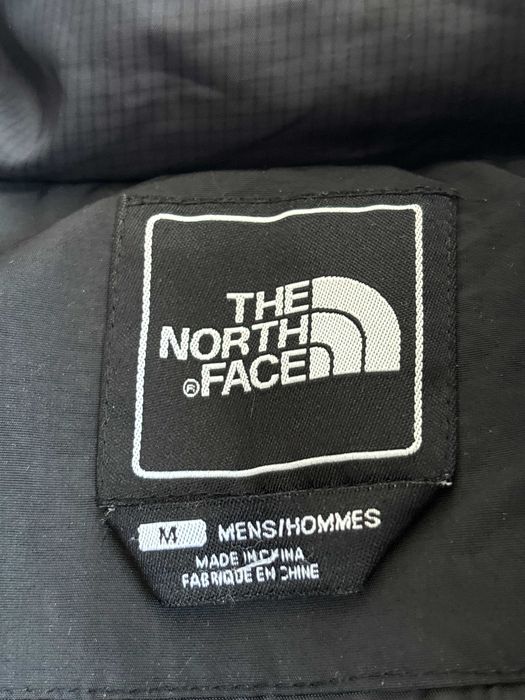 THE
NORTH
®FACE
M MENS/HOMMES
MADE IN CHINA
FABRIQUE EN CHINE